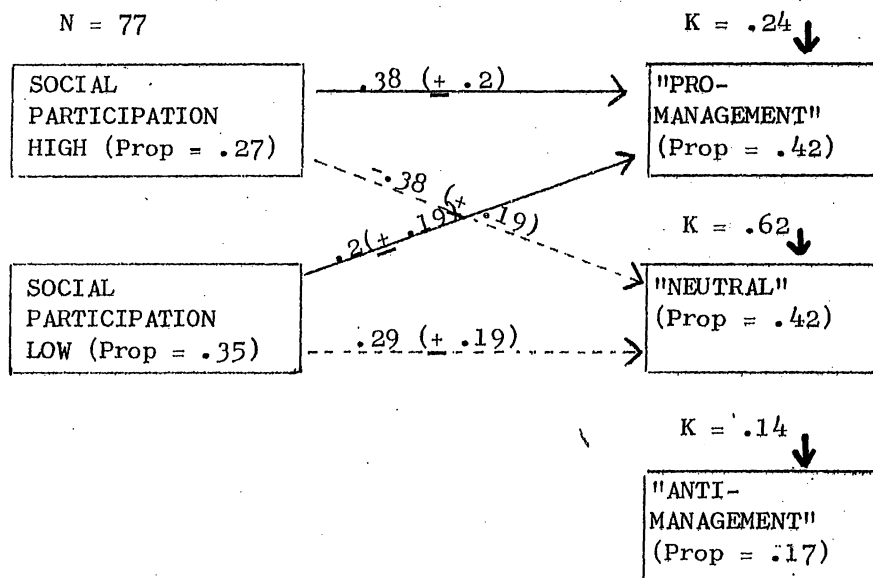 N = 77
K = .24
SOCIAL
PARTICIPATION
HIGH (Prop = .27)
.38 (± .2)
"PRO-
MANAGEMENT"
(Prop = .42)
-.38 (± .19)
.2(± .19)
K = .62
SOCIAL
PARTICIPATION
LOW (Prop = .35)
.29 (± .19)
"NEUTRAL"
(Prop = .42)
K = .14
"ANTI-
MANAGEMENT"
(Prop = .17)